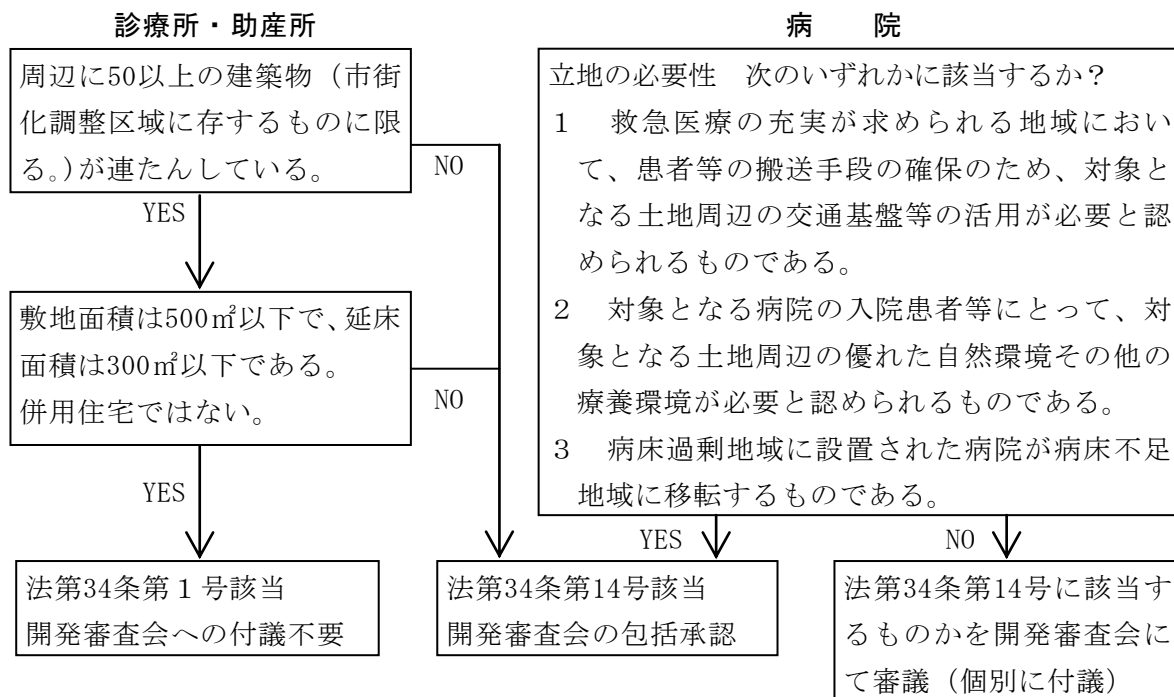 診療所・助産所
周辺に50以上の建築物（市街
化調整区域に存するものに限
る。)が連たんしている。
NO
YES
敷地面積は500㎡以下で、延床
面積は300㎡以下である。
併用住宅ではない。
NO
YES
法第34条第１号該当
開発審査会への付議不要
病　　院
立地の必要性　次のいずれかに該当するか？
１　救急医療の充実が求められる地域におい
て、患者等の搬送手段の確保のため、対象と
なる土地周辺の交通基盤等の活用が必要と認
められるものである。
２　対象となる病院の入院患者等にとって、対
象となる土地周辺の優れた自然環境その他の
療養環境が必要と認められるものである。
３　病床過剰地域に設置された病院が病床不足
地域に移転するものである。
YES
NO
法第34条第14号該当
開発審査会の包括承認
法第34条第14号に該当す
るものかを開発審査会に
て審議（個別に付議）